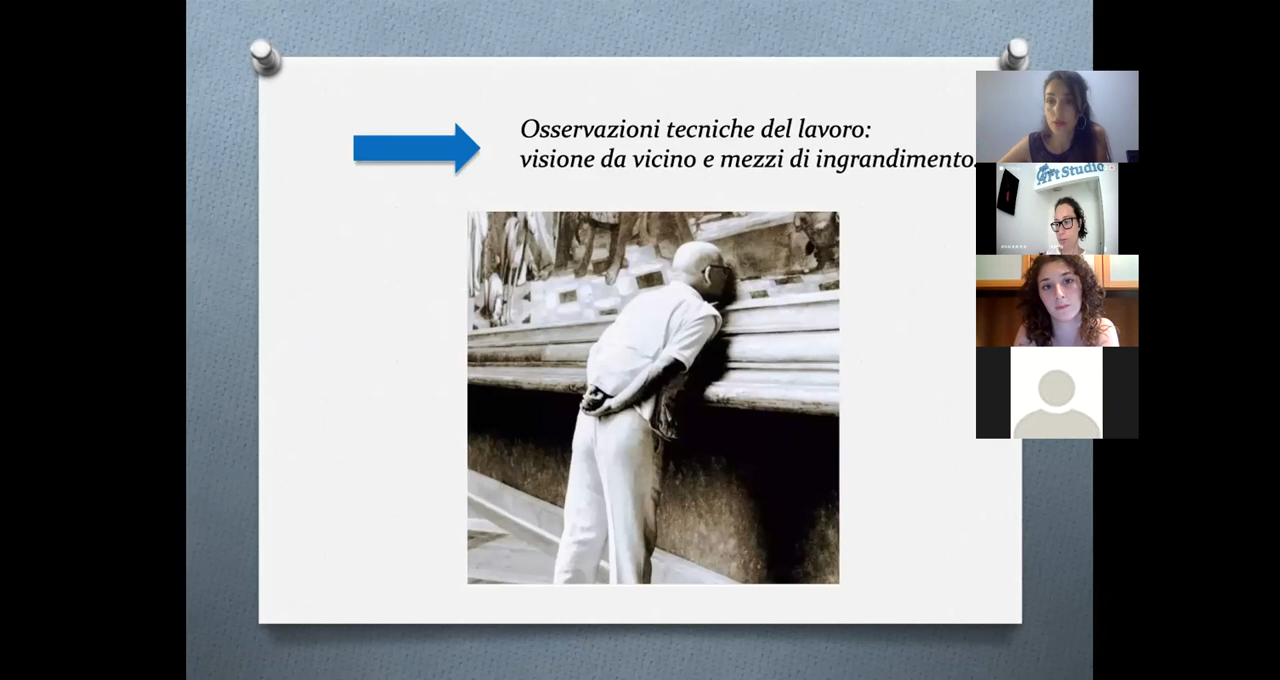 Osservazioni tecniche del lavoro:
visione da vicino e mezzi di ingrandimento.
Art Studio